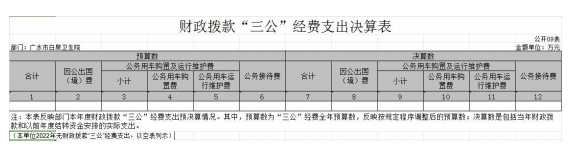 财政拨款“三公”经费支出决算表
公开09表
部门：广水市白泉卫生院 金额单位：万元
预算数 决算数
合计 因公出国（境）费 公务用车购置及运行维护费 公务接待费 合计 因公出国（境）费 公务用车购置及运行维护费 公务接待费
小计 公务用车购置费 公务用车运行维护费 小计 公务用车购置费 公务用车运行维护费
1 2 3 4 5 6 7 8 9 10 11 12
注：本表反映部门本年度财政拨款“三公”经费支出预决算情况。其中，预算数为“三公”经费全年预算数，反映按规定程序调整后的预算数；决算数是包括当年财政拨
款和以前年度结转资金安排的实际支出。
（本单位2022年无财政拨款“三公”经费支出，以空表列示）